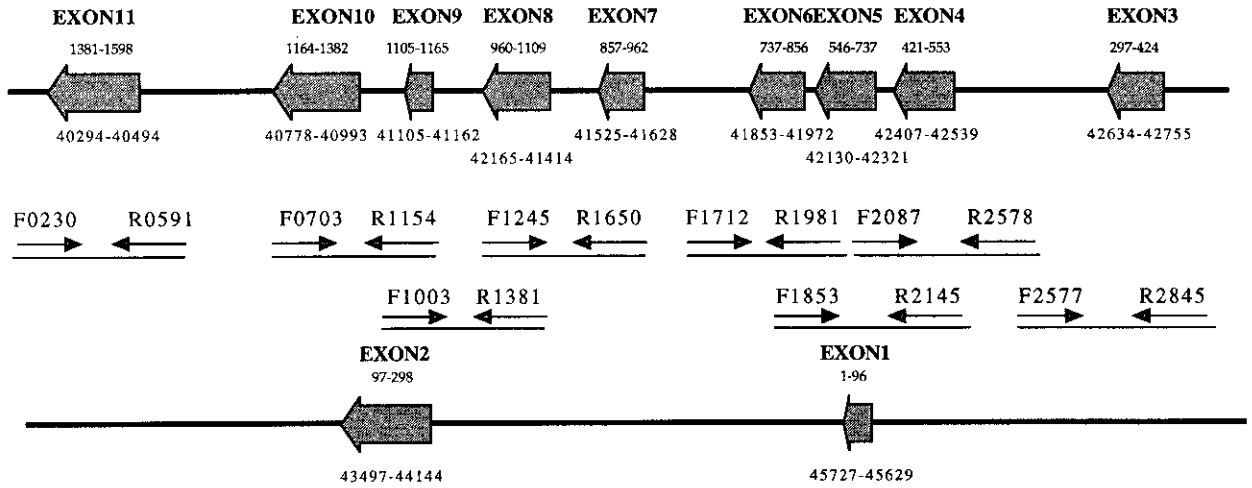 EXON11 EXON10 EXON9 EXON8 EXON7 EXON6 EXON5 EXON4 EXON3
1381-1598 1164-1382 1105-1165 960-1109 857-962 737-856 546-737 421-553 297-424
40294-40494 40778-40993 41105-41162 41525-41628 41853-41972 42407-42539 42634-42755
42165-41414 42130-42321
F0230 R0591 F0703 R1154 F1245 R1650 F1712 R1981 F2087 R2578
F1003 R1381 F1853 R2145 F2577 R2845
EXON2 EXON1
97-298 1-96
43497-44144 45727-45629